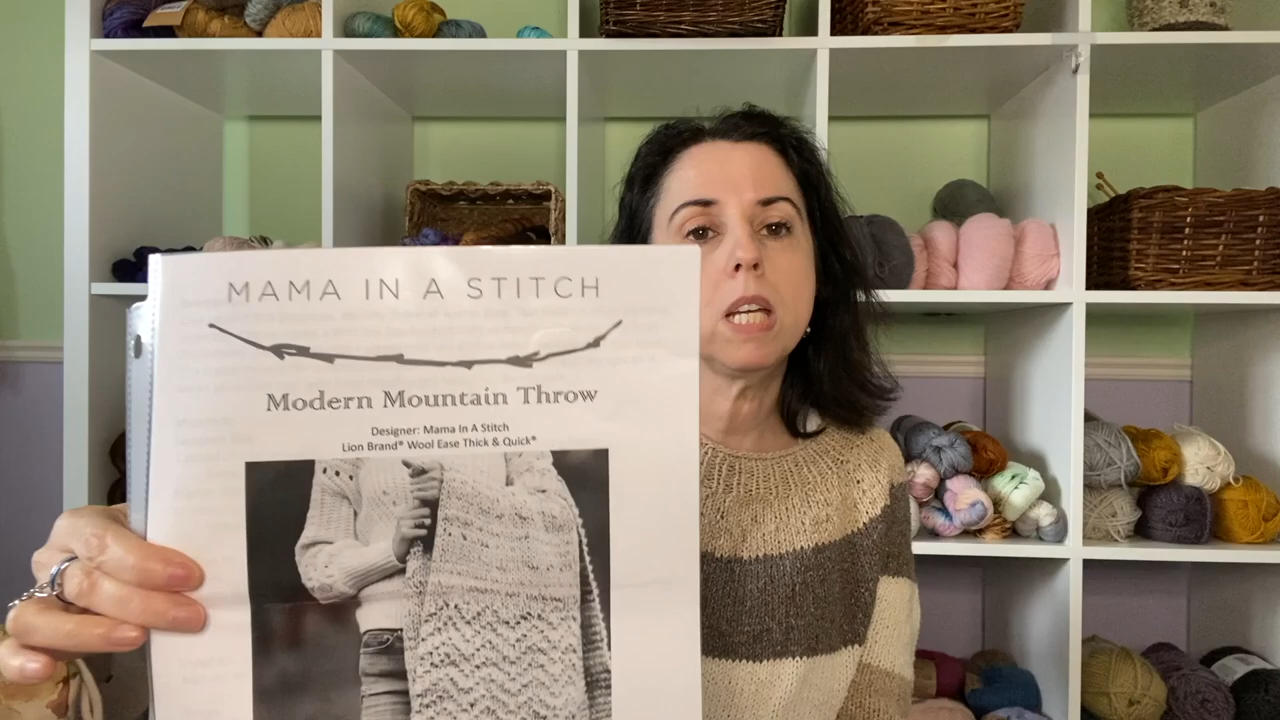 MAMA IN A STITCH
Modern Mountain Throw
Designer: Mama In A Stitch
Lion Brand® Wool Ease Thick & Quick®